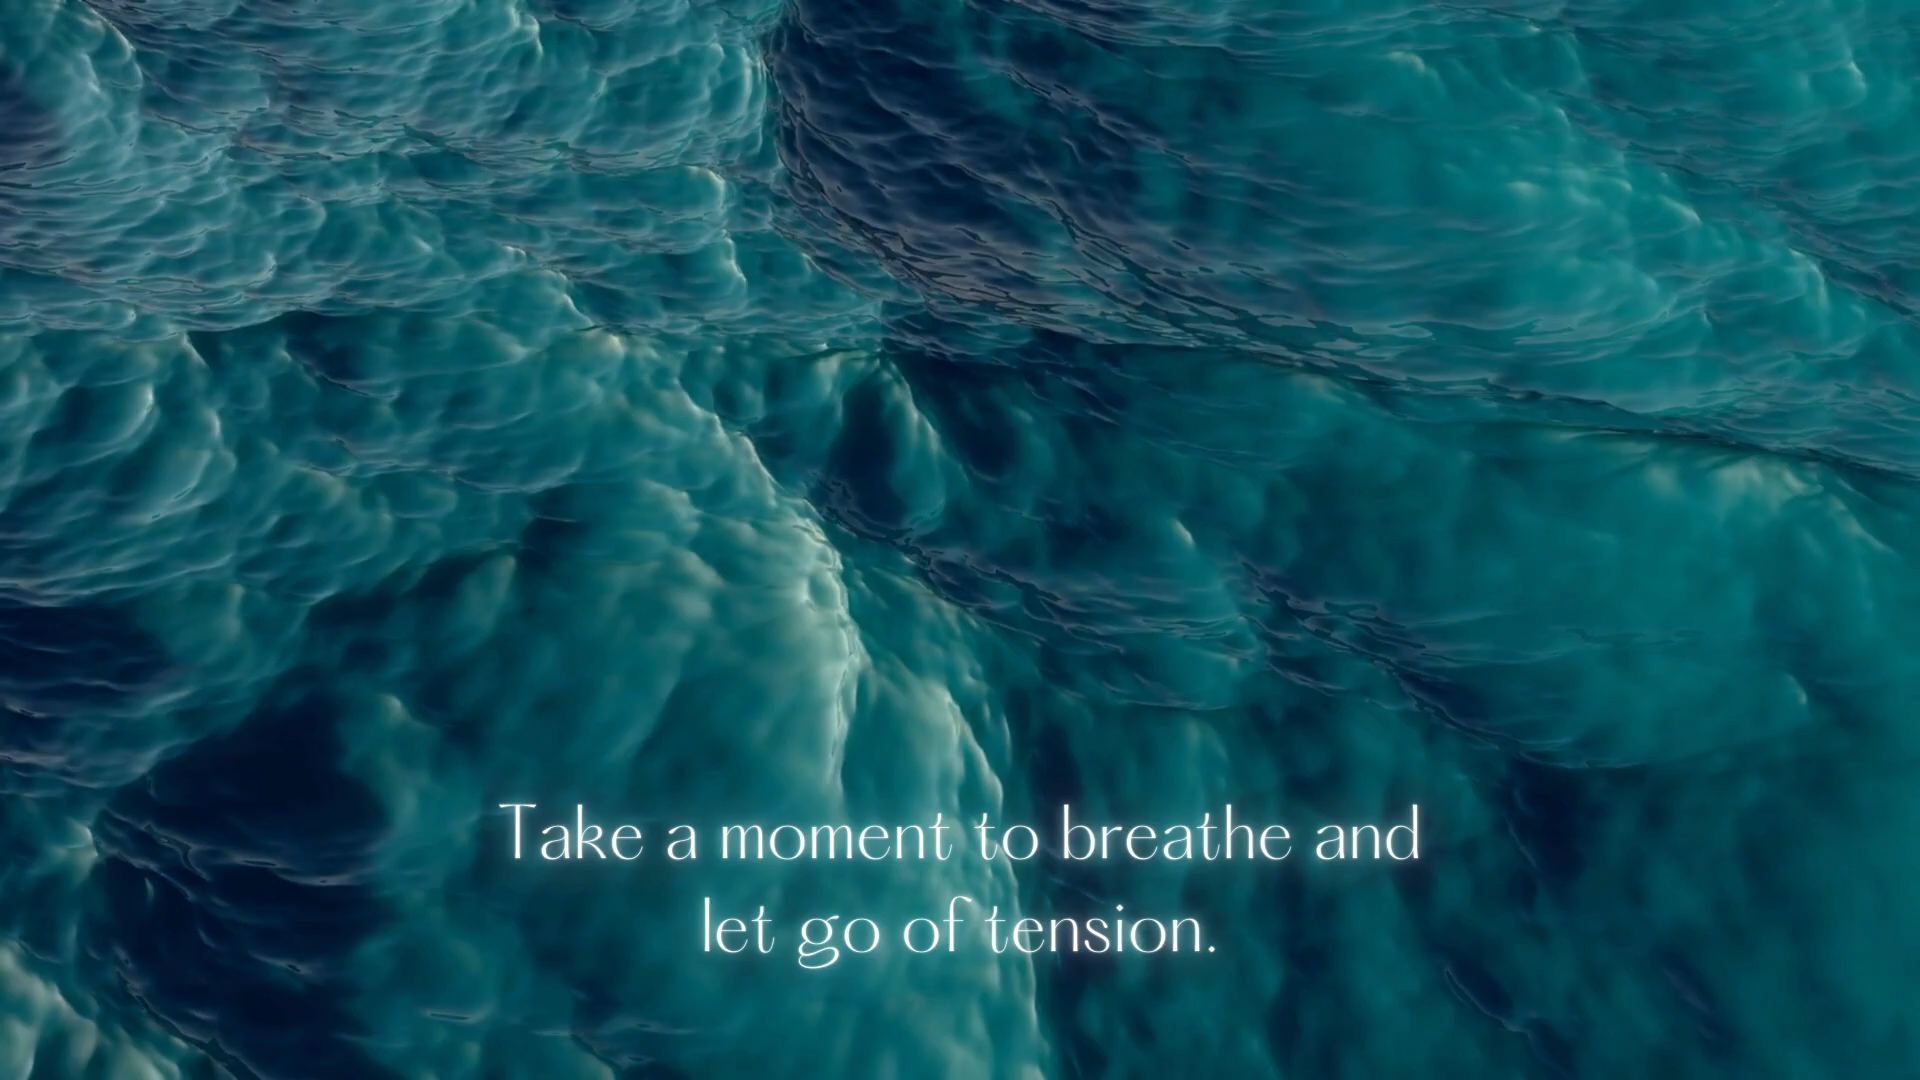 Take a moment to breathe and
let go of tension.